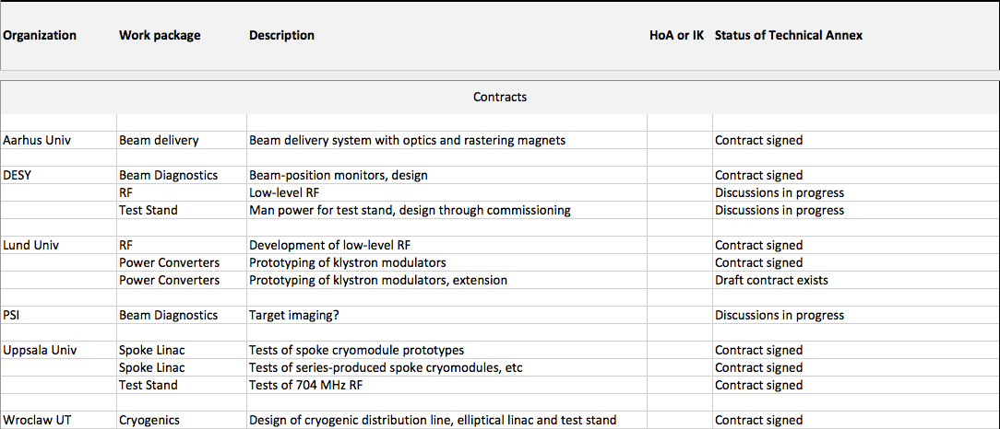 Organization Work package Description HoA or IK Status of Technical Annex
Contracts
Aarhus Univ Beam delivery Beam delivery system with optics and rastering magnets Contract signed
DESY Beam Diagnostics Beam-position monitors, design Contract signed
RF Low-level RF Discussions in progress
Test Stand Man power for test stand, design through commissioning Discussions in progress
Lund Univ RF Development of low-level RF Contract signed
Power Converters Prototyping of klystron modulators Contract signed
Power Converters Prototyping of klystron modulators, extension Draft contract exists
PSI Beam Diagnostics Target imaging? Discussions in progress
Uppsala Univ Spoke Linac Tests of spoke cryomodule prototypes Contract signed
Spoke Linac Tests of series-produced spoke cryomodules, etc Contract signed
Test Stand Tests of 704 MHz RF Contract signed
Wroclaw UT Cryogenics Design of cryogenic distribution line, elliptical linac and test stand Contract signed